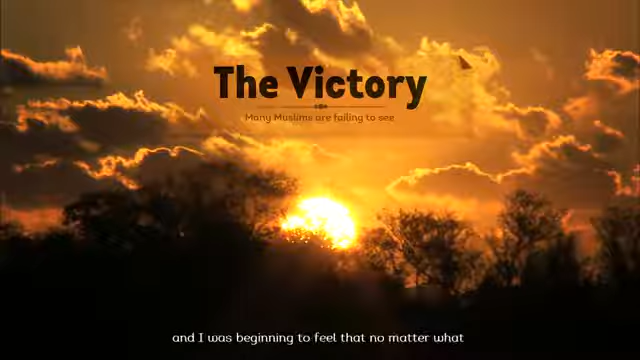 The Victory
Many Muslims are failing to see
and I was beginning to feel that no matter what